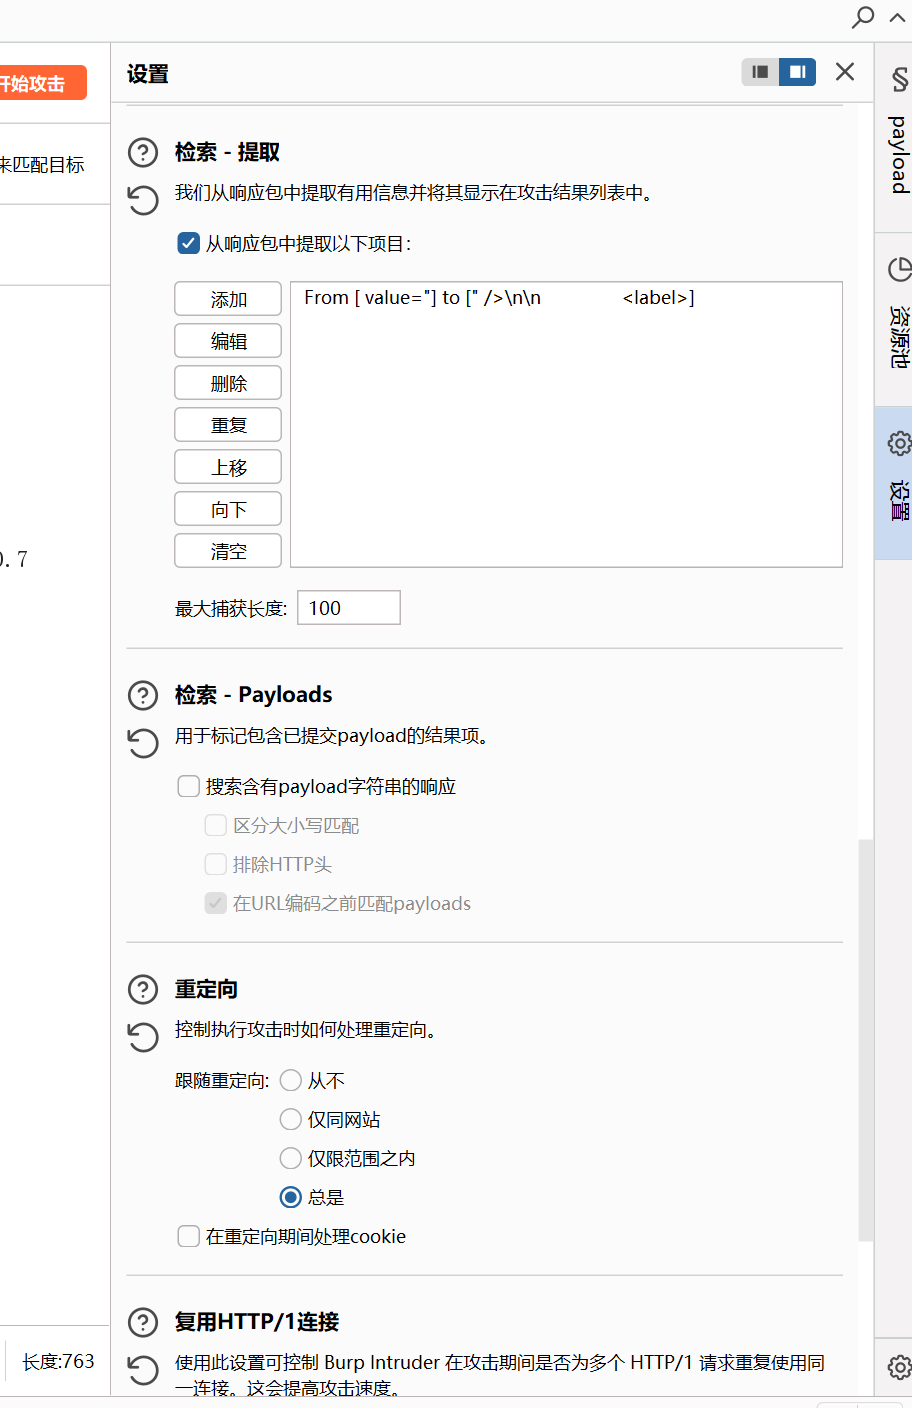 设置
开始攻击
来匹配目标
0.7
长度:763
检索 - 提取
我们从响应包中提取有用信息并将其显示在攻击结果列表中。
从响应包中提取以下项目:
添加
编辑
删除
重复
上移
向下
清空
From [ value="] to [" />\n\n                <label>]
最大捕获长度: 100
检索 - Payloads
用于标记包含已提交payload的结果项。
搜索含有payload字符串的响应
区分大小写匹配
排除HTTP头
在URL编码之前匹配payloads
重定向
控制执行攻击时如何处理重定向。
跟随重定向: 从不
仅同网站
仅限范围之内
总是
在重定向期间处理cookie
复用HTTP/1连接
使用此设置可控制 Burp Intruder 在攻击期间是否为多个 HTTP/1 请求重复使用同
一连接。这会提高攻击速度。
§ payload
资源池
设置